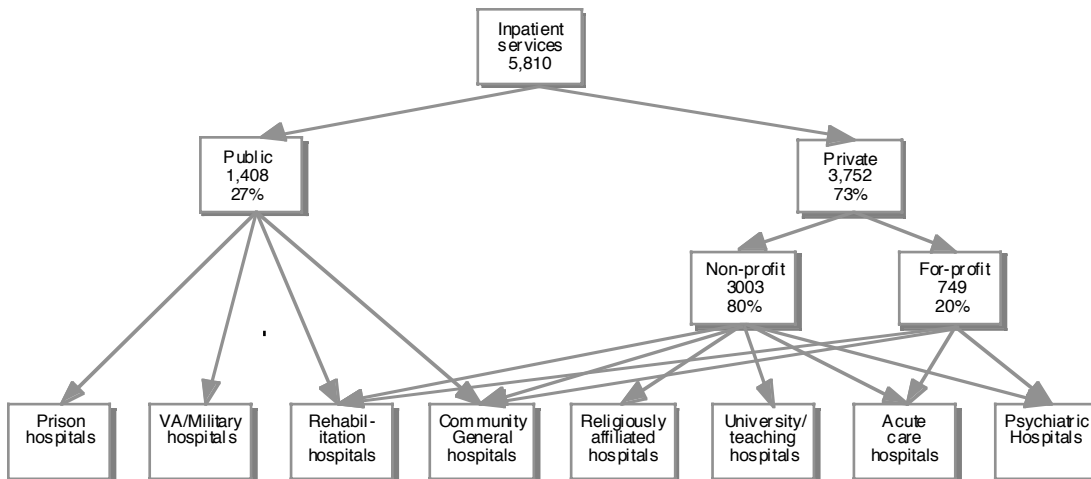 Inpatient
services
5,810
Public
1,408
27%
Private
3,752
73%
Non-profit
3003
80%
For-profit
749
20%
Prison
hospitals
VA/Military
hospitals
Rehabil-
itation
hospitals
Community
General
hospitals
Religiously
affiliated
hospitals
University/
teaching
hospitals
Acute
care
hospitals
Psychiatric
Hospitals